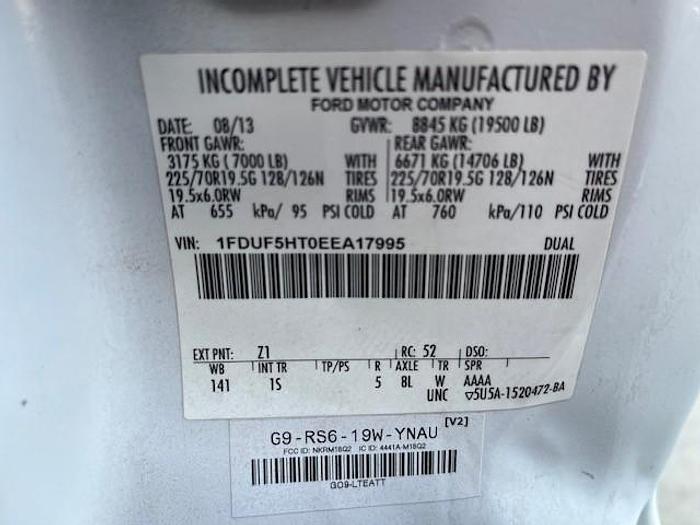 INCOMPLETE VEHICLE MANUFACTURED BY
FORD MOTOR COMPANY
DATE: 08/13 GVWR: 8845 KG (19500 LB)
FRONT GAWR: REAR GAWR:
3175 KG (7000 LB) WITH 6671 KG (14706 LB) WITH
225/70R19.5G 128/126N TIRES 225/70R19.5G 128/126N TIRES
19.5x6.0RW RIMS 19.5x6.0RW RIMS
AT 655 kPa/ 95 PSI COLD AT 760 kPa/110 PSI COLD
VIN: 1FDUF5HT0EEA17995 DUAL
EXT PNT: Z1 RC: 52 DSO:
WB INT TR TP/PS R AXLE TR SPR
141 1S 5 8L W AAAA
UNC ▽5U5A-1520472-BA
G9-RS6-19W-YNAU [V2]
FCC ID: NKRM18Q2 IC ID: 4441A-M18Q2
GO9-LTEATT